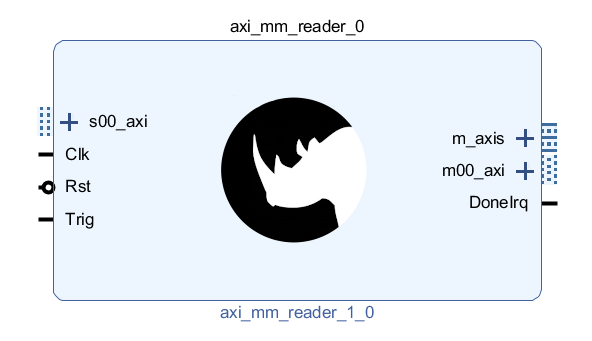 axi_mm_reader_0
s00_axi
Clk
Rst
Trig
m_axis
m00_axi
DoneIrq
axi_mm_reader_1_0